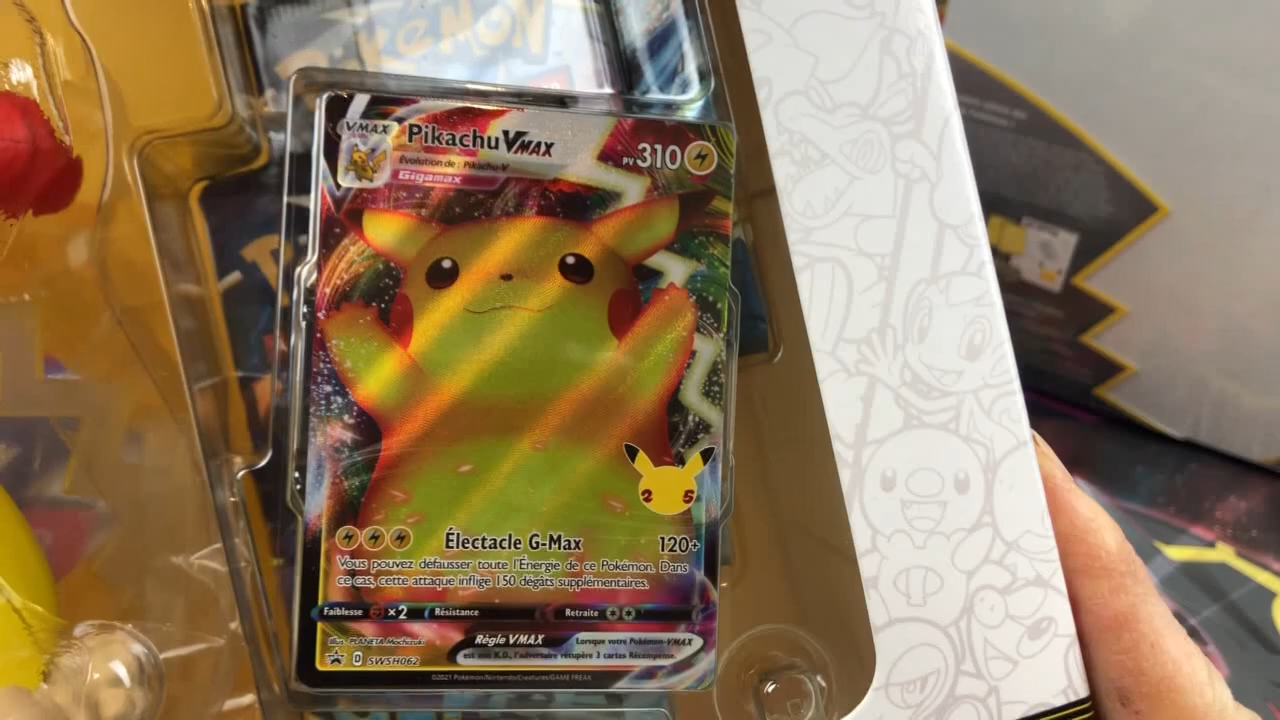 POKéMON
VMAX
Pikachu VMAX
PV 310
Évolution de : Pikachu-V
Gigamax
25
Électacle G-Max 120+
Vous pouvez défausser toute l'Énergie de ce Pokémon. Dans
ce cas, cette attaque inflige 150 dégâts supplémentaires.
Faiblesse ×2 Résistance Retraite
Illus. PLANETA Mochizuki
Règle VMAX Lorsque votre Pokémon-VMAX
est mis K.O., l'adversaire récupère 3 cartes Récompense.
D SWSH062
©2021 Pokémon/Nintendo/Creatures/GAME FREAK